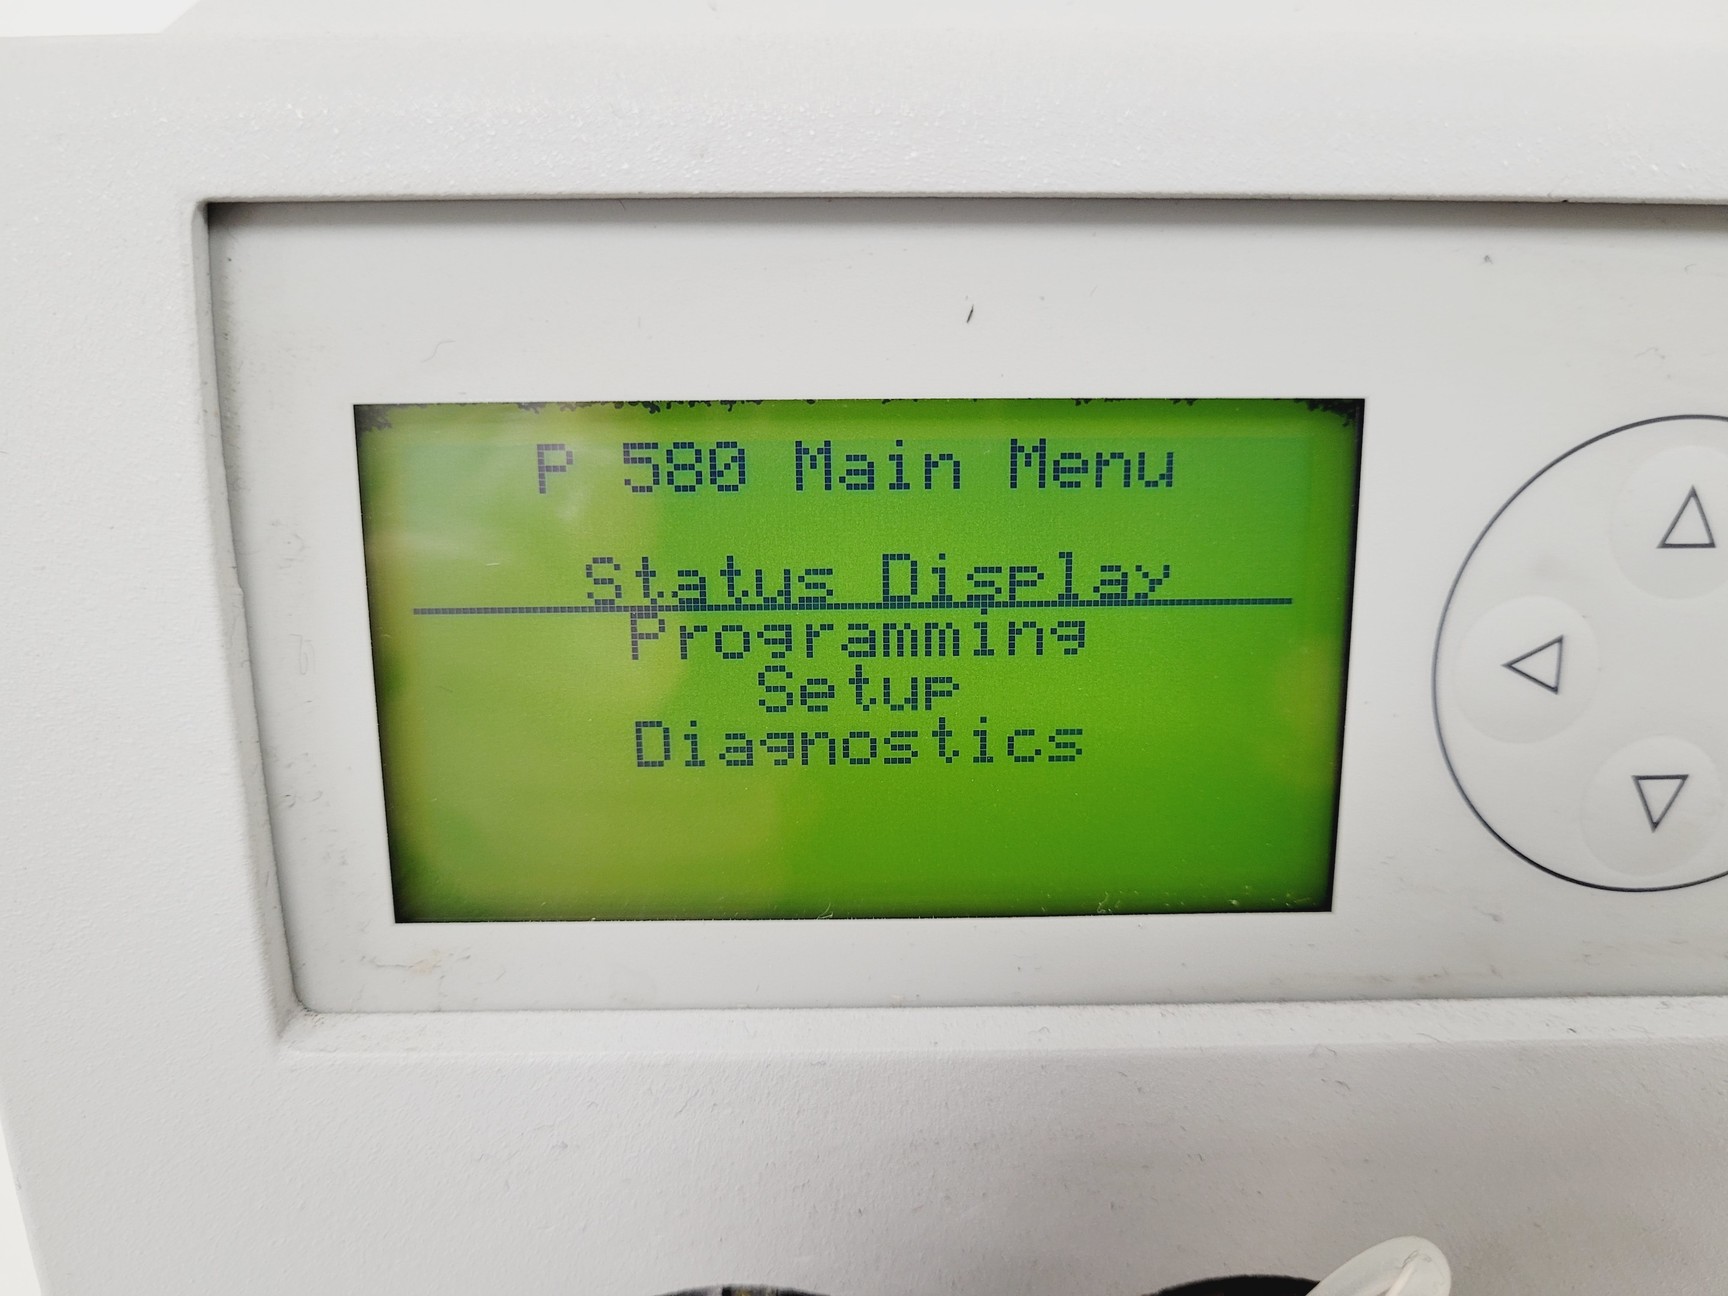 P 580 Main Menu
Status Display
Programming
Setup
Diagnostics